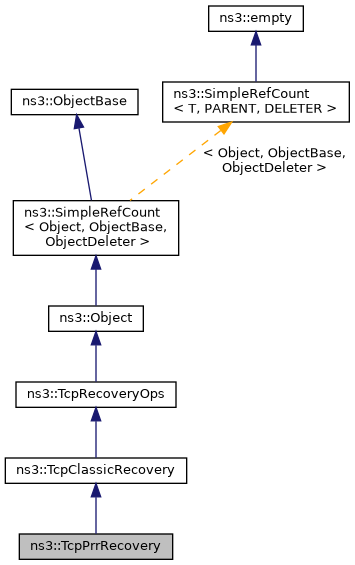 ns3::empty
ns3::ObjectBase
ns3::SimpleRefCount
< T, PARENT, DELETER >
< Object, ObjectBase,
ObjectDeleter >
ns3::SimpleRefCount
< Object, ObjectBase,
ObjectDeleter >
ns3::Object
ns3::TcpRecoveryOps
ns3::TcpClassicRecovery
ns3::TcpPrrRecovery